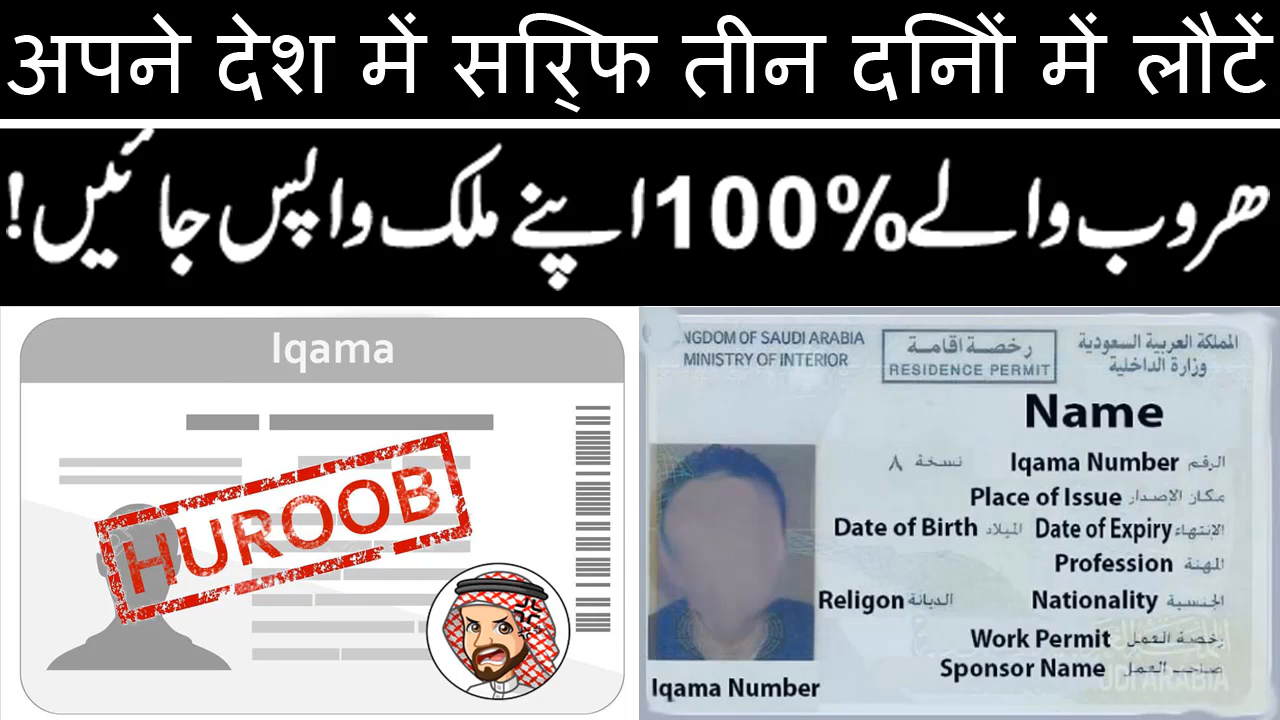 अपने देश में सर्िफ तीन दनिों में लौटें
ھروب والے %100 اپنے ملک واپس جائیں!
Iqama
HUROOB
NGDOM OF SAUDI ARABIA
MINISTRY OF INTERIOR
رخصة اقامة
RESIDENCE PERMIT
المملكة العربية السعودية
وزارة الداخلية
Name
نسخة ٨
Iqama Number الرقم
Place of Issue مكان الإصدار
Date of Birth الميلاد Date of Expiry الانتهاء
Profession المهنة
Religon الديانة Nationality الجنسية
Work Permit رخصة العمل
Sponsor Name صاحب العمل
Iqama Number